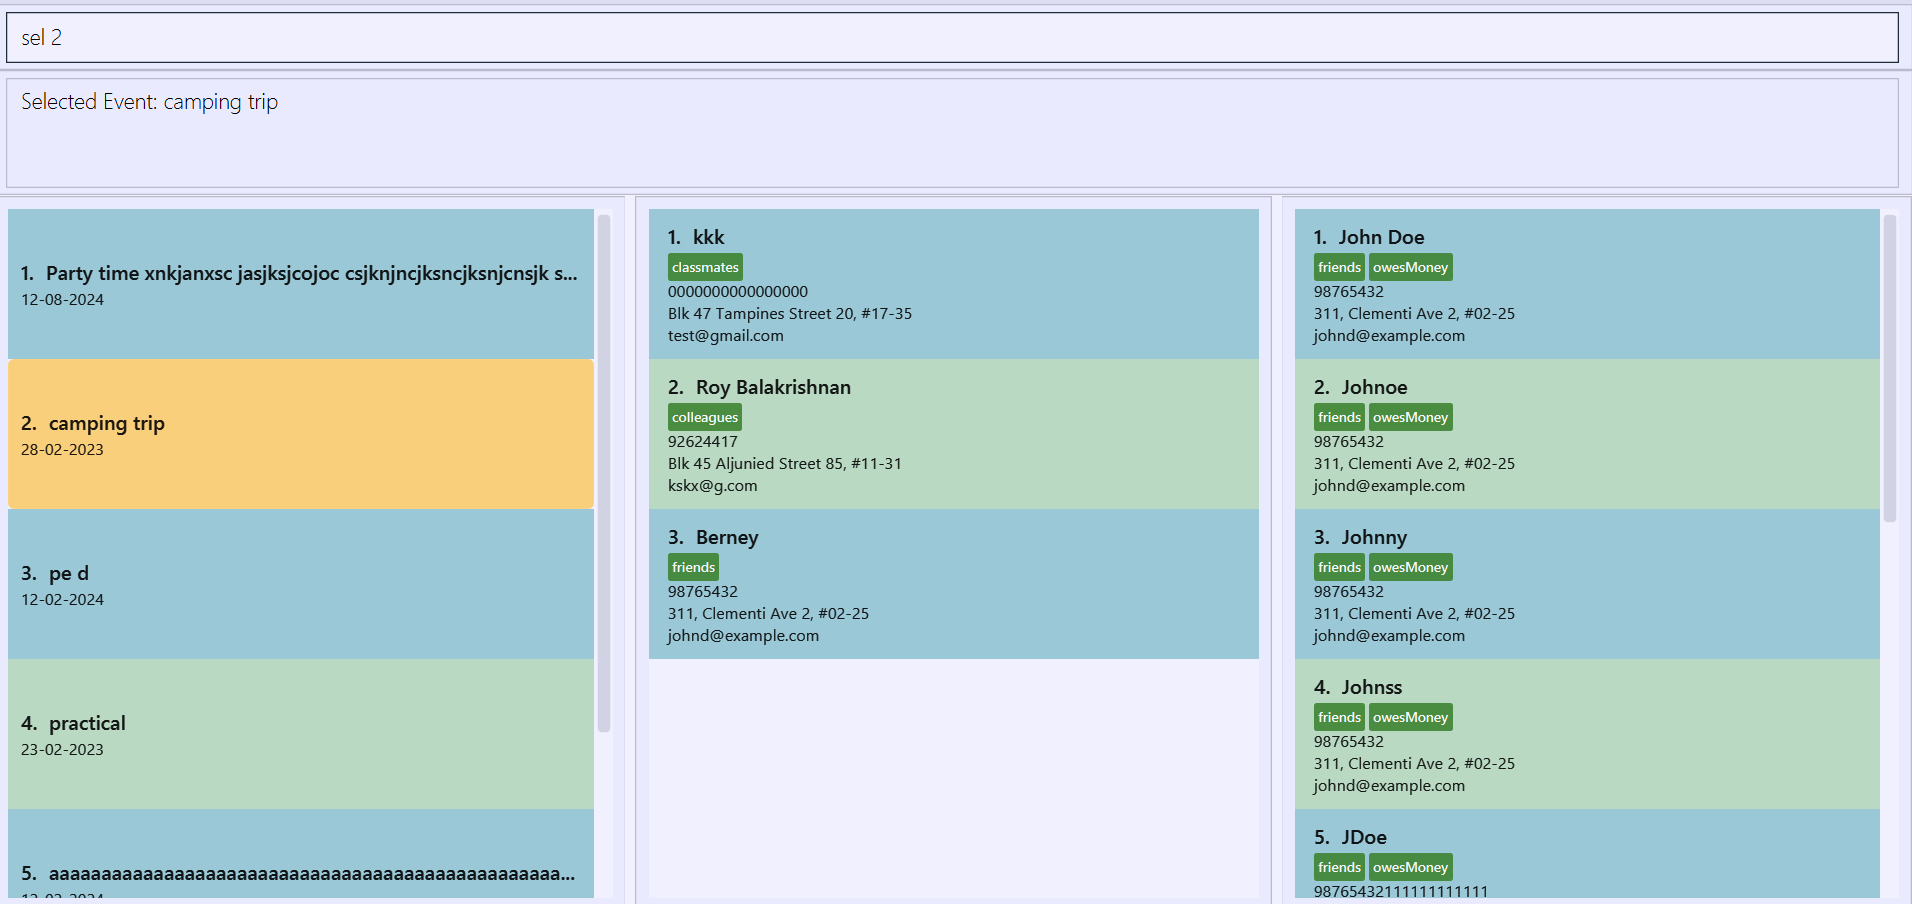 sel 2
Selected Event: camping trip
1. Party time xnkjanxsc jasjksjcojoc csjknjncjksncjksnjcnsjk s...
12-08-2024
2. camping trip
28-02-2023
3. pe d
12-02-2024
4. practical
23-02-2023
5. aaaaaaaaaaaaaaaaaaaaaaaaaaaaaaaaaaaaaaaaaaaaaaaaa...
1. kkk
classmates
0000000000000000
Blk 47 Tampines Street 20, #17-35
test@gmail.com
2. Roy Balakrishnan
colleagues
92624417
Blk 45 Aljunied Street 85, #11-31
kskx@g.com
3. Berney
friends
98765432
311, Clementi Ave 2, #02-25
johnd@example.com
1. John Doe
friends owesMoney
98765432
311, Clementi Ave 2, #02-25
johnd@example.com
2. Johnoe
friends owesMoney
98765432
311, Clementi Ave 2, #02-25
johnd@example.com
3. Johnny
friends owesMoney
98765432
311, Clementi Ave 2, #02-25
johnd@example.com
4. Johnss
friends owesMoney
98765432
311, Clementi Ave 2, #02-25
johnd@example.com
5. JDoe
friends owesMoney
98765432111111111111